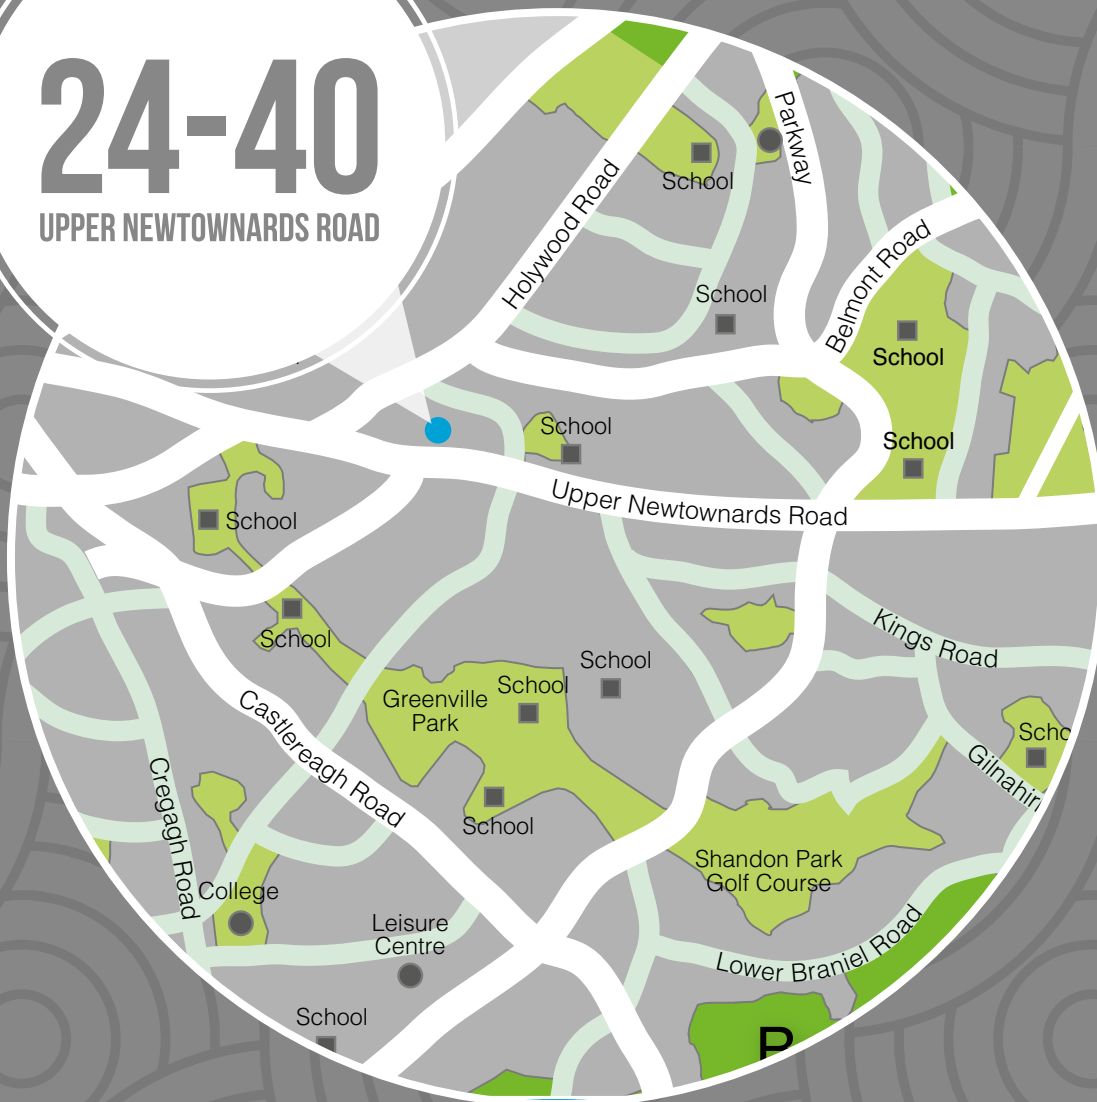 24-40
UPPER NEWTOWNARDS ROAD
Parkway
School
Holywood Road
Belmont Road
School
School
School
School
Upper Newtownards Road
School
School
Kings Road
School
School
Greenville
Park
Castlereagh Road
Scho
Gilnahir
Cregagh Road
School
Shandon Park
Golf Course
College
Leisure
Centre
Lower Braniel Road
School